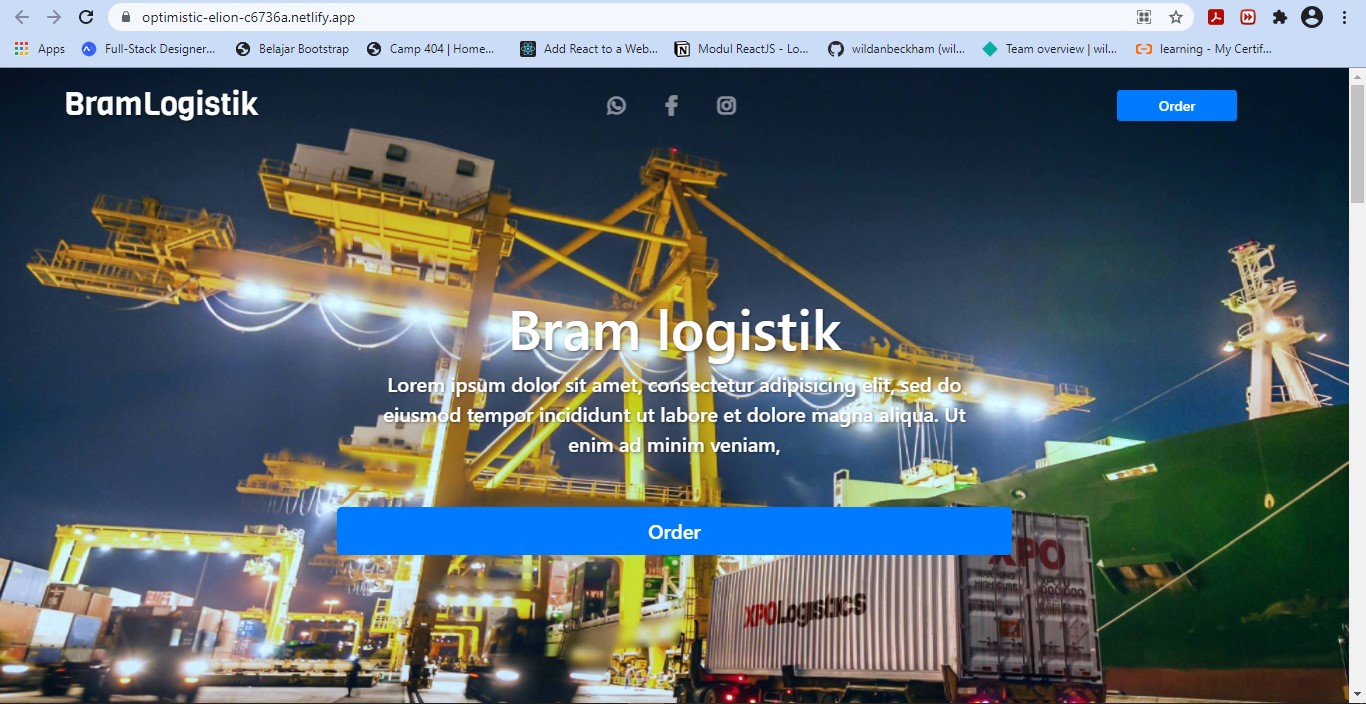 optimistic-elion-c6736a.netlify.app
Apps Full-Stack Designer... Belajar Bootstrap Camp 404 | Home... Add React to a Web... Modul ReactJS - Lo... wildanbeckham (wil... Team overview | wil... learning - My Certif...
BramLogistik Order
Bram logistik
Lorem ipsum dolor sit amet, consectetur adipisicing elit, sed do
eiusmod tempor incididunt ut labore et dolore magna aliqua. Ut
enim ad minim veniam,
Order
XPO
XPOLogistics
WARNING
HIGH CUBE